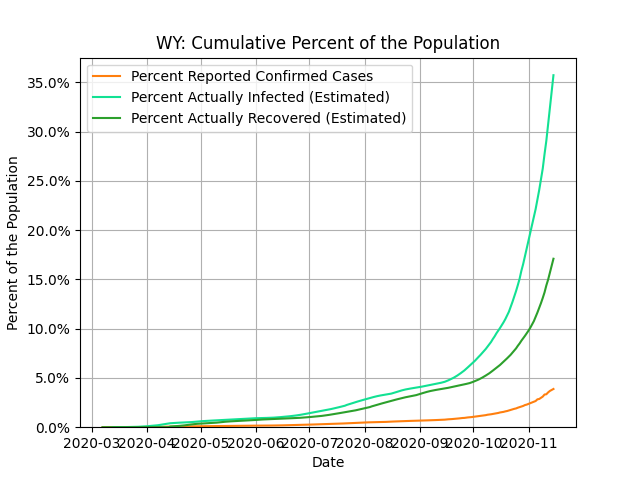 WY: Cumulative Percent of the Population
Percent Reported Confirmed Cases
Percent Actually Infected (Estimated)
Percent Actually Recovered (Estimated)
35.0%
30.0%
25.0%
20.0%
15.0%
10.0%
5.0%
0.0%
Percent of the Population
2020-03 2020-04 2020-05 2020-06 2020-07 2020-08 2020-09 2020-10 2020-11
Date